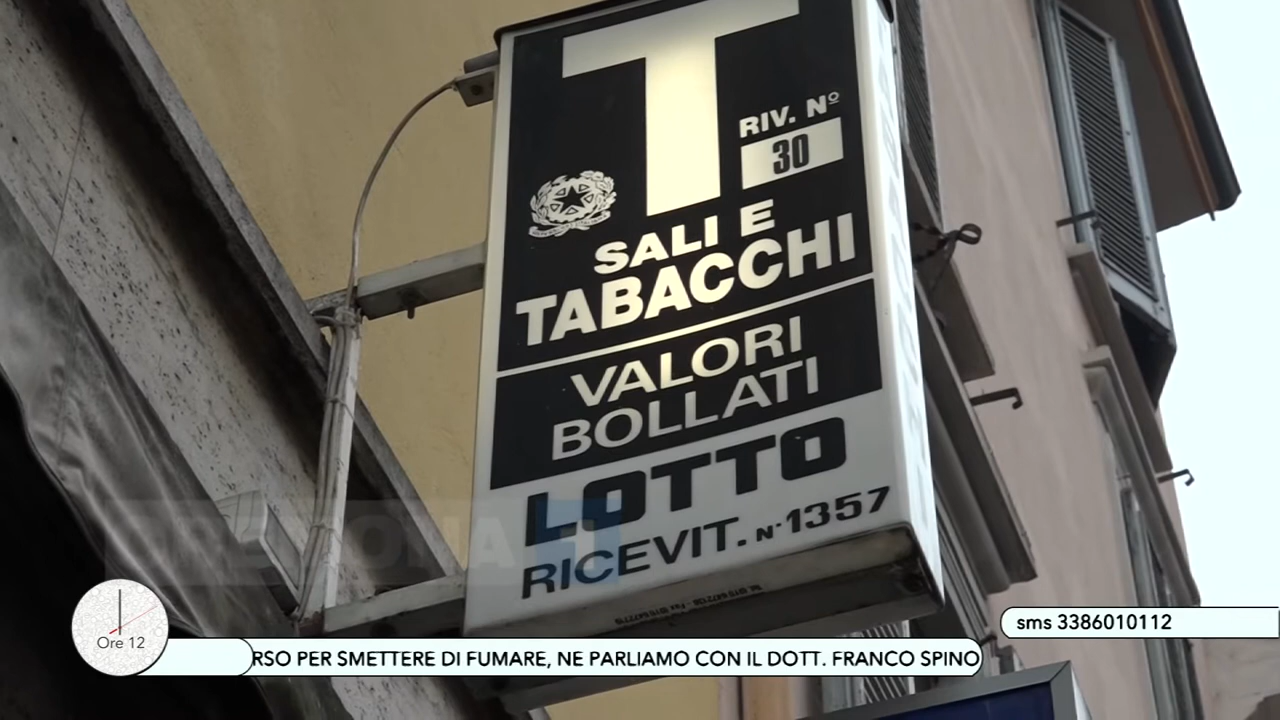 T
RIV. Nº
30
SALI E
TABACCHI
VALORI
BOLLATI
LOTTO
RICEVIT. N. 1357
sms 3386010112
Ore 12
RSO PER SMETTERE DI FUMARE, NE PARLIAMO CON IL DOTT. FRANCO SPINO